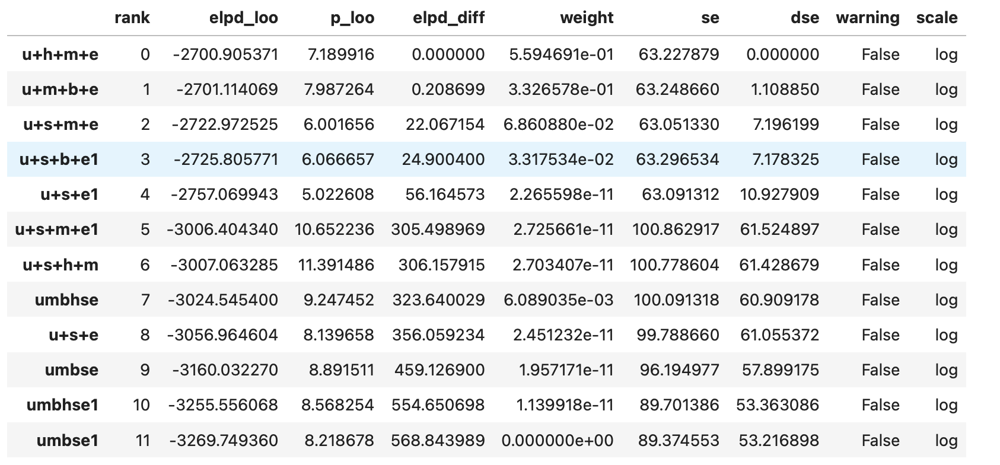 rank elpd_loo p_loo elpd_diff weight se dse warning scale
u+h+m+e 0 -2700.905371 7.189916 0.000000 5.594691e-01 63.227879 0.000000 False log
u+m+b+e 1 -2701.114069 7.987264 0.208699 3.326578e-01 63.248660 1.108850 False log
u+s+m+e 2 -2722.972525 6.001656 22.067154 6.860880e-02 63.051330 7.196199 False log
u+s+b+e1 3 -2725.805771 6.066657 24.900400 3.317534e-02 63.296534 7.178325 False log
u+s+e1 4 -2757.069943 5.022608 56.164573 2.265598e-11 63.091312 10.927909 False log
u+s+m+e1 5 -3006.404340 10.652236 305.498969 2.725661e-11 100.862917 61.524897 False log
u+s+h+m 6 -3007.063285 11.391486 306.157915 2.703407e-11 100.778604 61.428679 False log
umbhse 7 -3024.545400 9.247452 323.640029 6.089035e-03 100.091318 60.909178 False log
u+s+e 8 -3056.964604 8.139658 356.059234 2.451232e-11 99.788660 61.055372 False log
umbse 9 -3160.032270 8.891511 459.126900 1.957171e-11 96.194977 57.899175 False log
umbhse1 10 -3255.556068 8.568254 554.650698 1.139918e-11 89.701386 53.363086 False log
umbse1 11 -3269.749360 8.218678 568.843989 0.000000e+00 89.374553 53.216898 False log